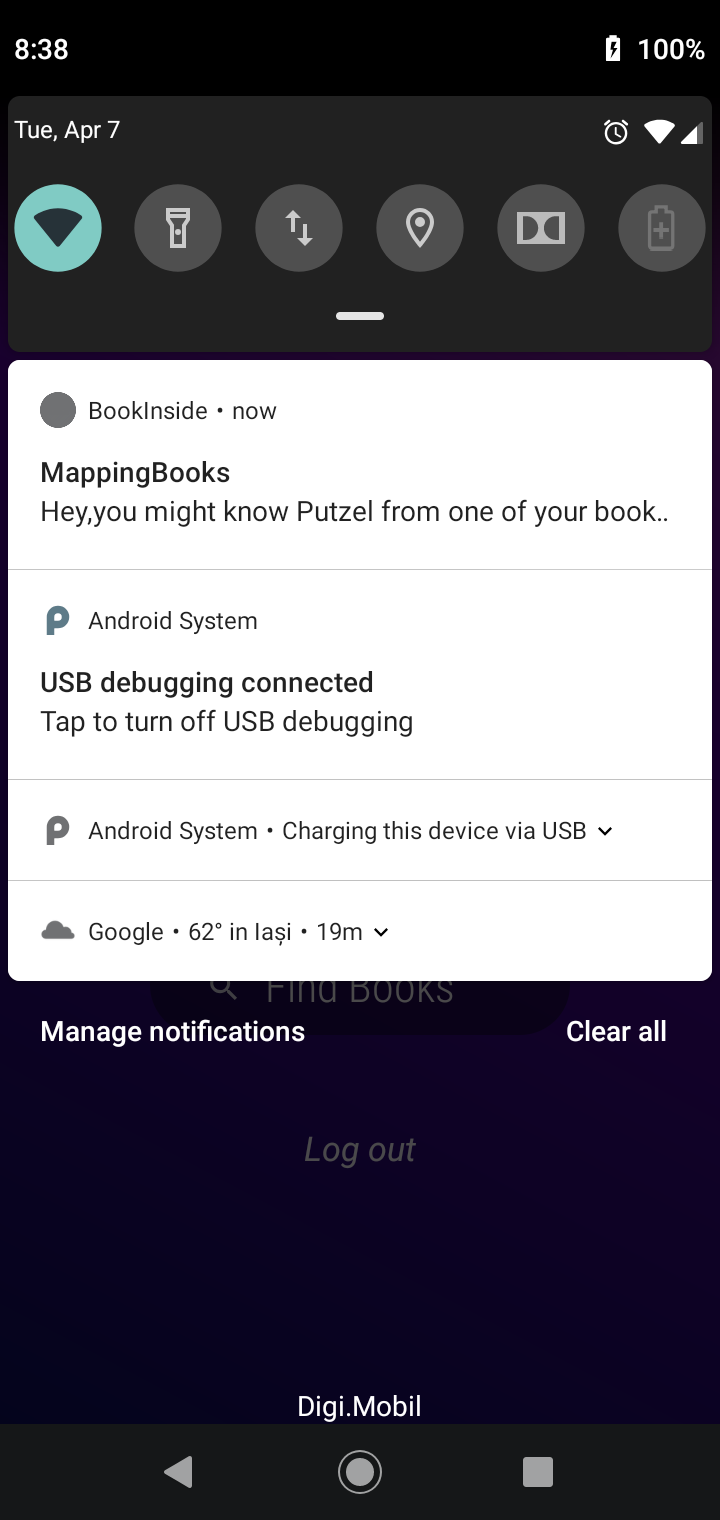 8:38 100%
Tue, Apr 7
BookInside • now
MappingBooks
Hey,you might know Putzel from one of your book..
Android System
USB debugging connected
Tap to turn off USB debugging
Android System • Charging this device via USB
Google • 62° in Iași • 19m
Find Books
Manage notifications Clear all
Log out
Digi.Mobil